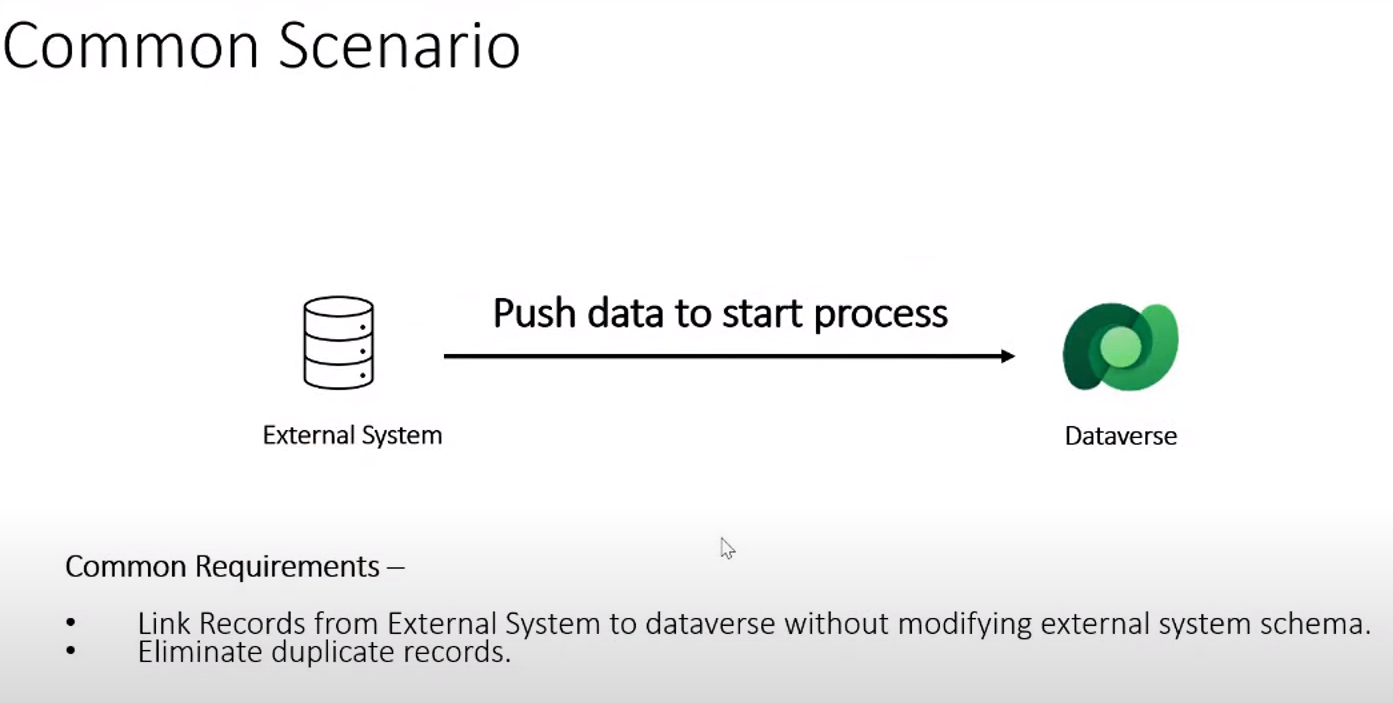 Common Scenario
Push data to start process
External System
Dataverse
Common Requirements –
• Link Records from External System to dataverse without modifying external system schema.
• Eliminate duplicate records.